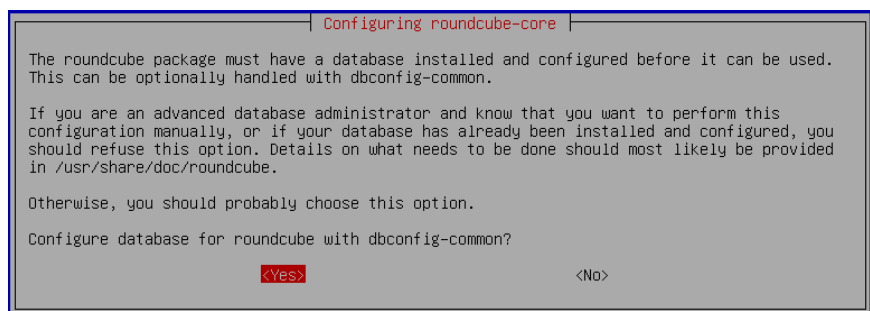 Configuring roundcube-core
The roundcube package must have a database installed and configured before it can be used.
This can be optionally handled with dbconfig-common.
If you are an advanced database administrator and know that you want to perform this
configuration manually, or if your database has already been installed and configured, you
should refuse this option. Details on what needs to be done should most likely be provided
in /usr/share/doc/roundcube.
Otherwise, you should probably choose this option.
Configure database for roundcube with dbconfig-common?
<Yes> <No>